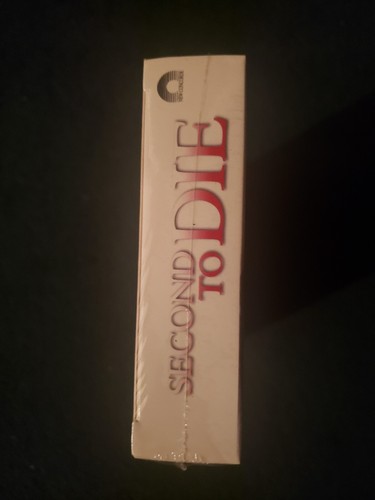 SECOND
TO DIE